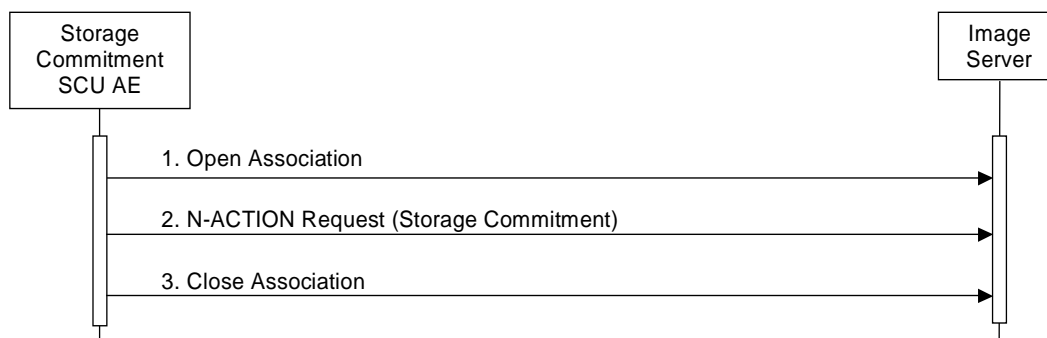 Storage
Commitment
SCU AE
Image
Server
1. Open Association
2. N-ACTION Request (Storage Commitment)
3. Close Association